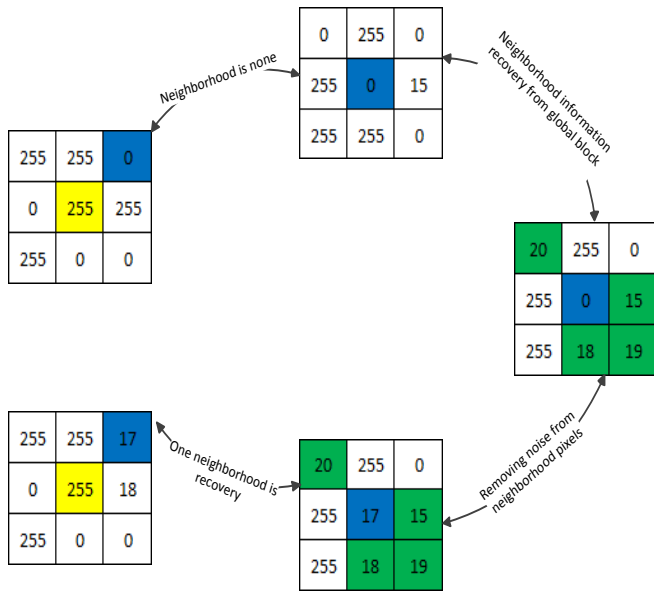 0 255 0
255 0 15
255 255 0
Neighborhood is none
Neighborhood information
recovery from global block
255 255 0
0 255 255
255 0 0
20 255 0
255 0 15
255 18 19
Removing noise from
neighborhood pixels
20 255 0
255 17 15
255 18 19
One neighborhood is
recovery
255 255 17
0 255 18
255 0 0